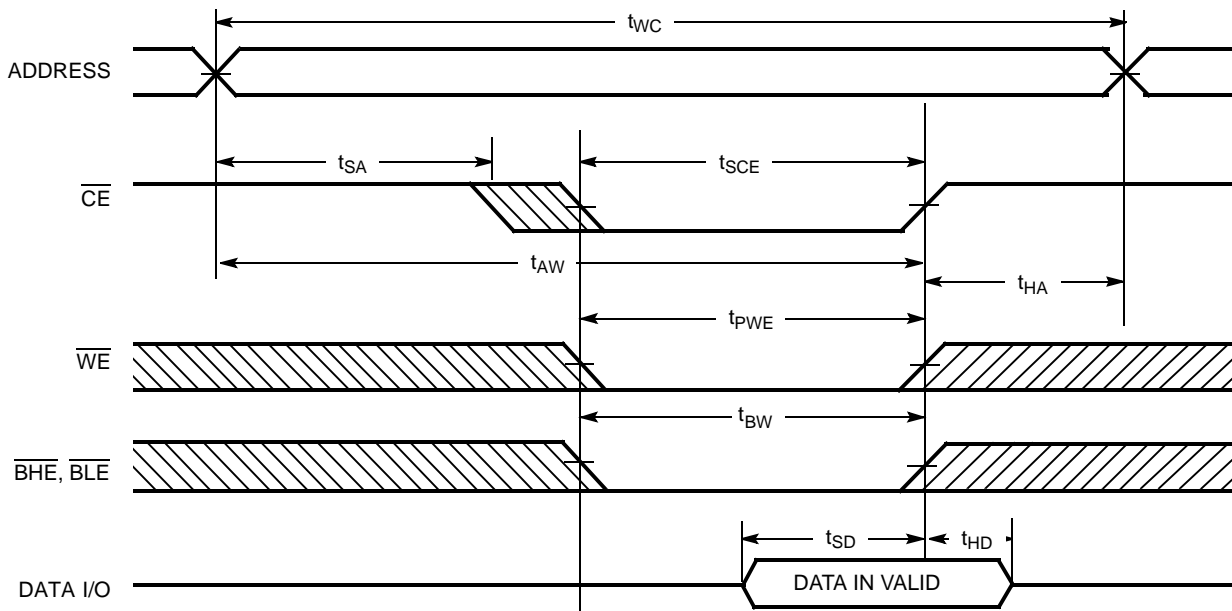 tWC
ADDRESS
tSA
tSCE
CE
tAW
tHA
tPWE
WE
tBW
BHE, BLE
tSD
tHD
DATA I/O
DATA IN VALID